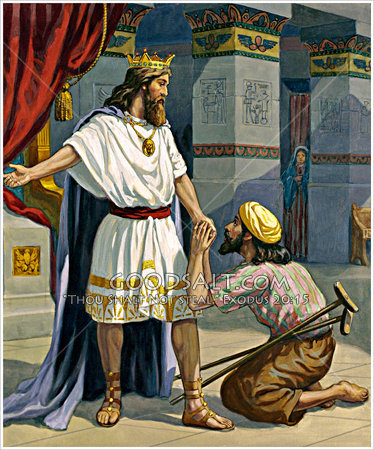 GOODSALT.COM
"THOU SHALT NOT STEAL" EXODUS 20:15